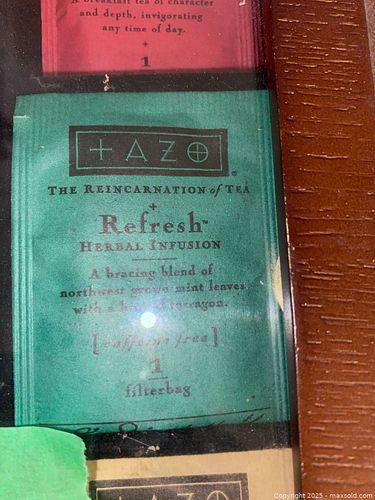 A breakfast tea of character
and depth, invigorating
any time of day.
+
1
TAZO
®
THE REINCARNATION of TEA
+
Refresh™
HERBAL INFUSION
A bracing blend of
northwest grown mint leaves
with a hint of tarragon.
[caffeine free]
1
filterbag
TAZO
Copyright 2025 - maxsold.com